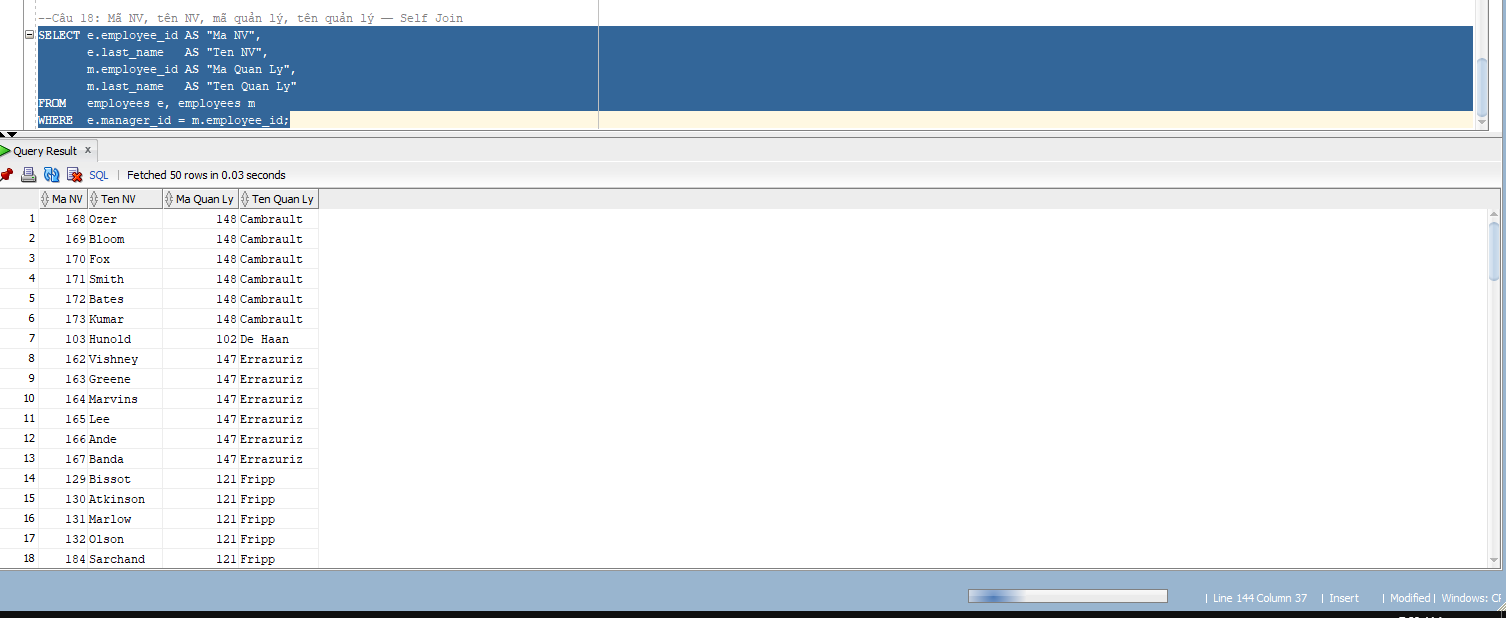 --Câu 18: Mã NV, tên NV, mã quản lý, tên quản lý — Self Join
SELECT e.employee_id AS "Ma NV",
e.last_name AS "Ten NV",
m.employee_id AS "Ma Quan Ly",
m.last_name AS "Ten Quan Ly"
FROM employees e, employees m
WHERE e.manager_id = m.employee_id;
Query Result x
SQL | Fetched 50 rows in 0.03 seconds
Ma NV Ten NV Ma Quan Ly Ten Quan Ly
1 168 Ozer 148 Cambrault
2 169 Bloom 148 Cambrault
3 170 Fox 148 Cambrault
4 171 Smith 148 Cambrault
5 172 Bates 148 Cambrault
6 173 Kumar 148 Cambrault
7 103 Hunold 102 De Haan
8 162 Vishney 147 Errazuriz
9 163 Greene 147 Errazuriz
10 164 Marvins 147 Errazuriz
11 165 Lee 147 Errazuriz
12 166 Ande 147 Errazuriz
13 167 Banda 147 Errazuriz
14 129 Bissot 121 Fripp
15 130 Atkinson 121 Fripp
16 131 Marlow 121 Fripp
17 132 Olson 121 Fripp
18 184 Sarchand 121 Fripp
| Line 144 Column 37 | Insert | Modified | Windows: CF